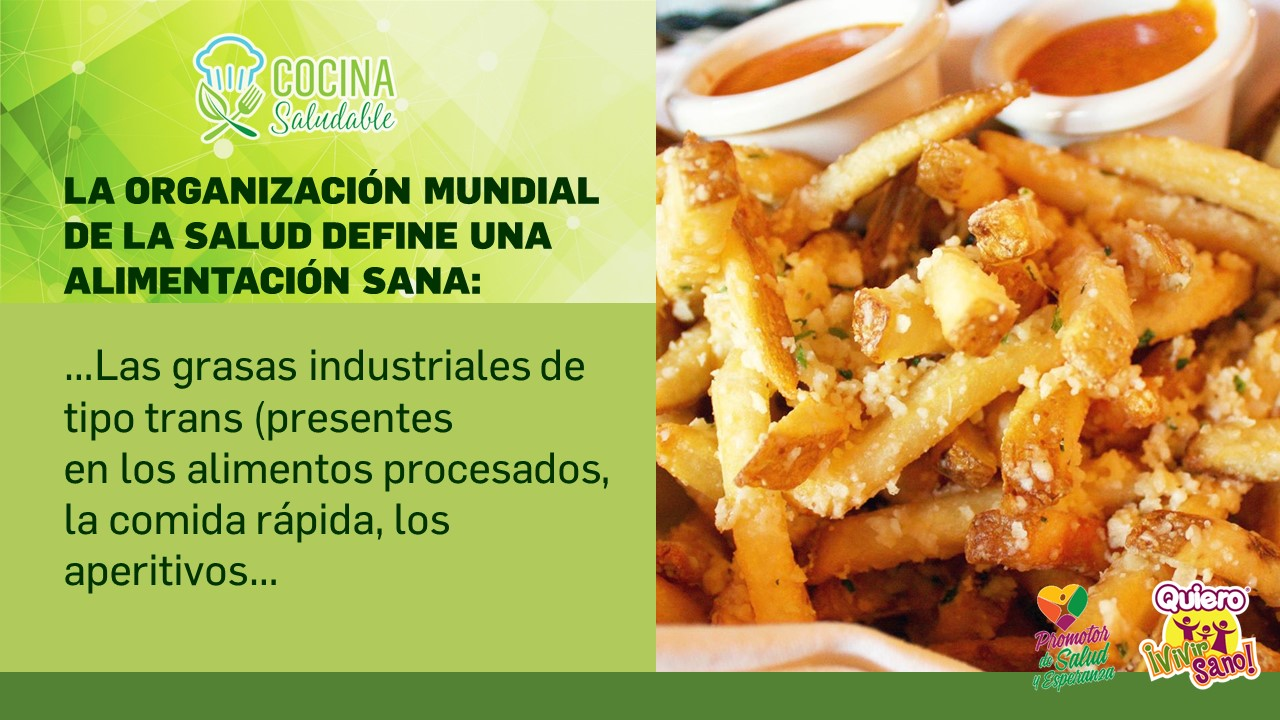 COCINA
Saludable
LA ORGANIZACIÓN MUNDIAL
DE LA SALUD DEFINE UNA
ALIMENTACIÓN SANA:
...Las grasas industriales de
tipo trans (presentes
en los alimentos procesados,
la comida rápida, los
aperitivos...
Promotor
de Salud
y Esperanza
Quiero
¡Vivir
Sano!